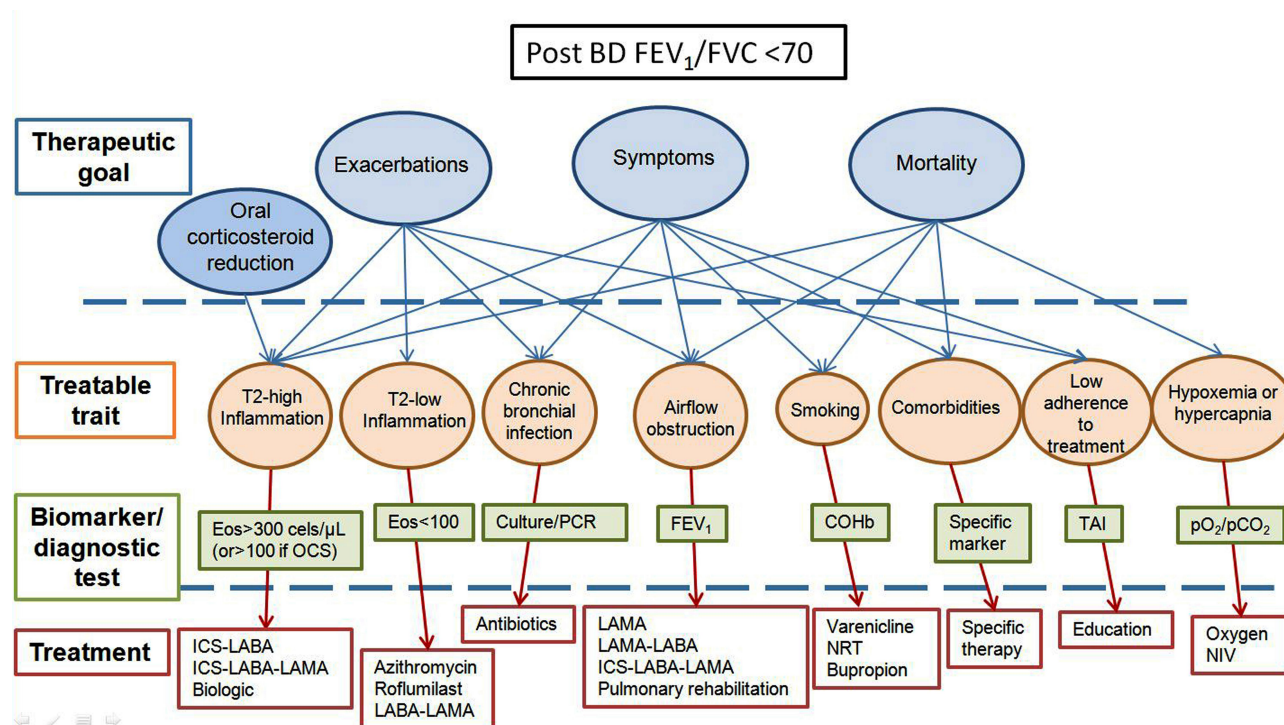 Post BD FEV₁/FVC <70
Therapeutic
goal
Exacerbations
Symptoms
Mortality
Oral
corticosteroid
reduction
Treatable
trait
T2-high
Inflammation
T2-low
Inflammation
Chronic
bronchial
infection
Airflow
obstruction
Smoking
Comorbidities
Low
adherence
to
treatment
Hypoxemia or
hypercapnia
Biomarker/
diagnostic
test
Eos>300 cels/µL
(or>100 if OCS)
Eos<100
Culture/PCR
FEV₁
COHb
Specific
marker
TAI
pO₂/pCO₂
Treatment
ICS-LABA
ICS-LABA-LAMA
Biologic
Azithromycin
Roflumilast
LABA-LAMA
Antibiotics
LAMA
LAMA-LABA
ICS-LABA-LAMA
Pulmonary rehabilitation
Varenicline
NRT
Bupropion
Specific
therapy
Education
Oxygen
NIV